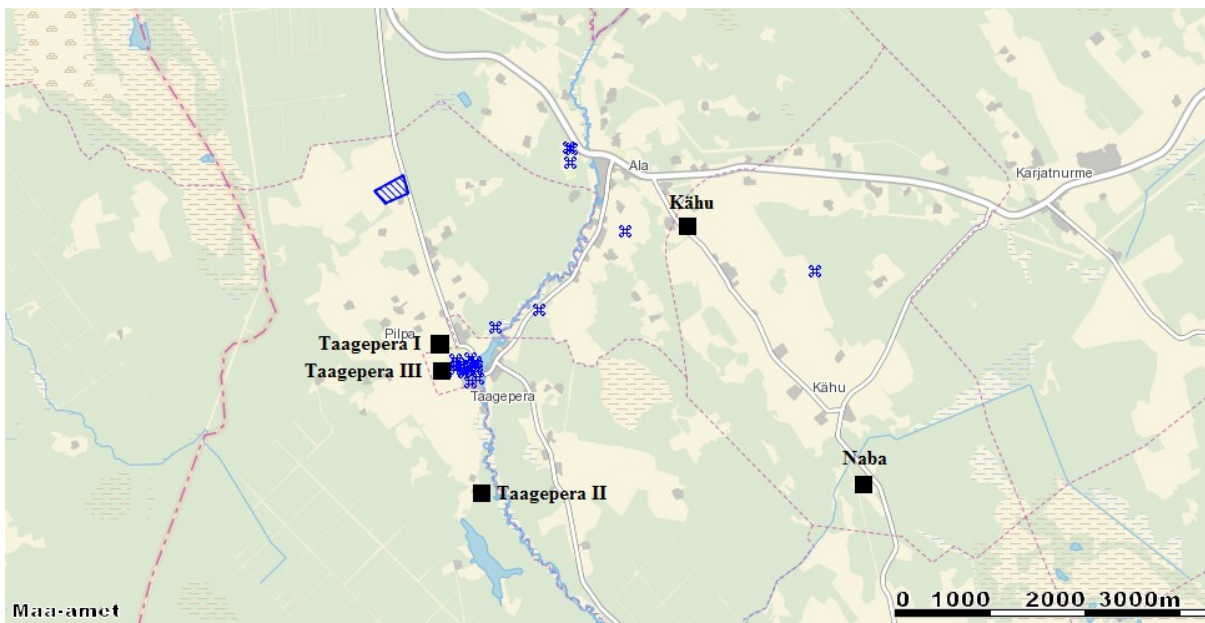 Ala
Karjatnurme
Kähu
Pilpa
Taagepera I
Taagepera III
Taagepera
Kähu
Naba
Taagepera II
Maa-amet
0 1000 2000 3000m